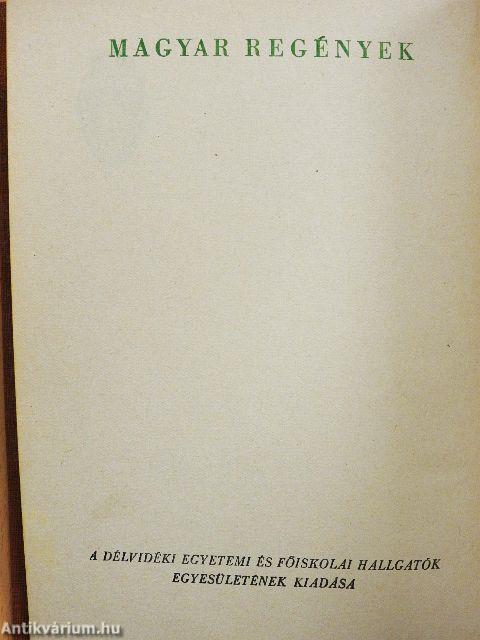 MAGYAR REGÉNYEK
A DÉLVIDÉKI EGYETEMI ÉS FŐISKOLAI HALLGATÓK
EGYESÜLETÉNEK KIADÁSA
Antikvárium.hu